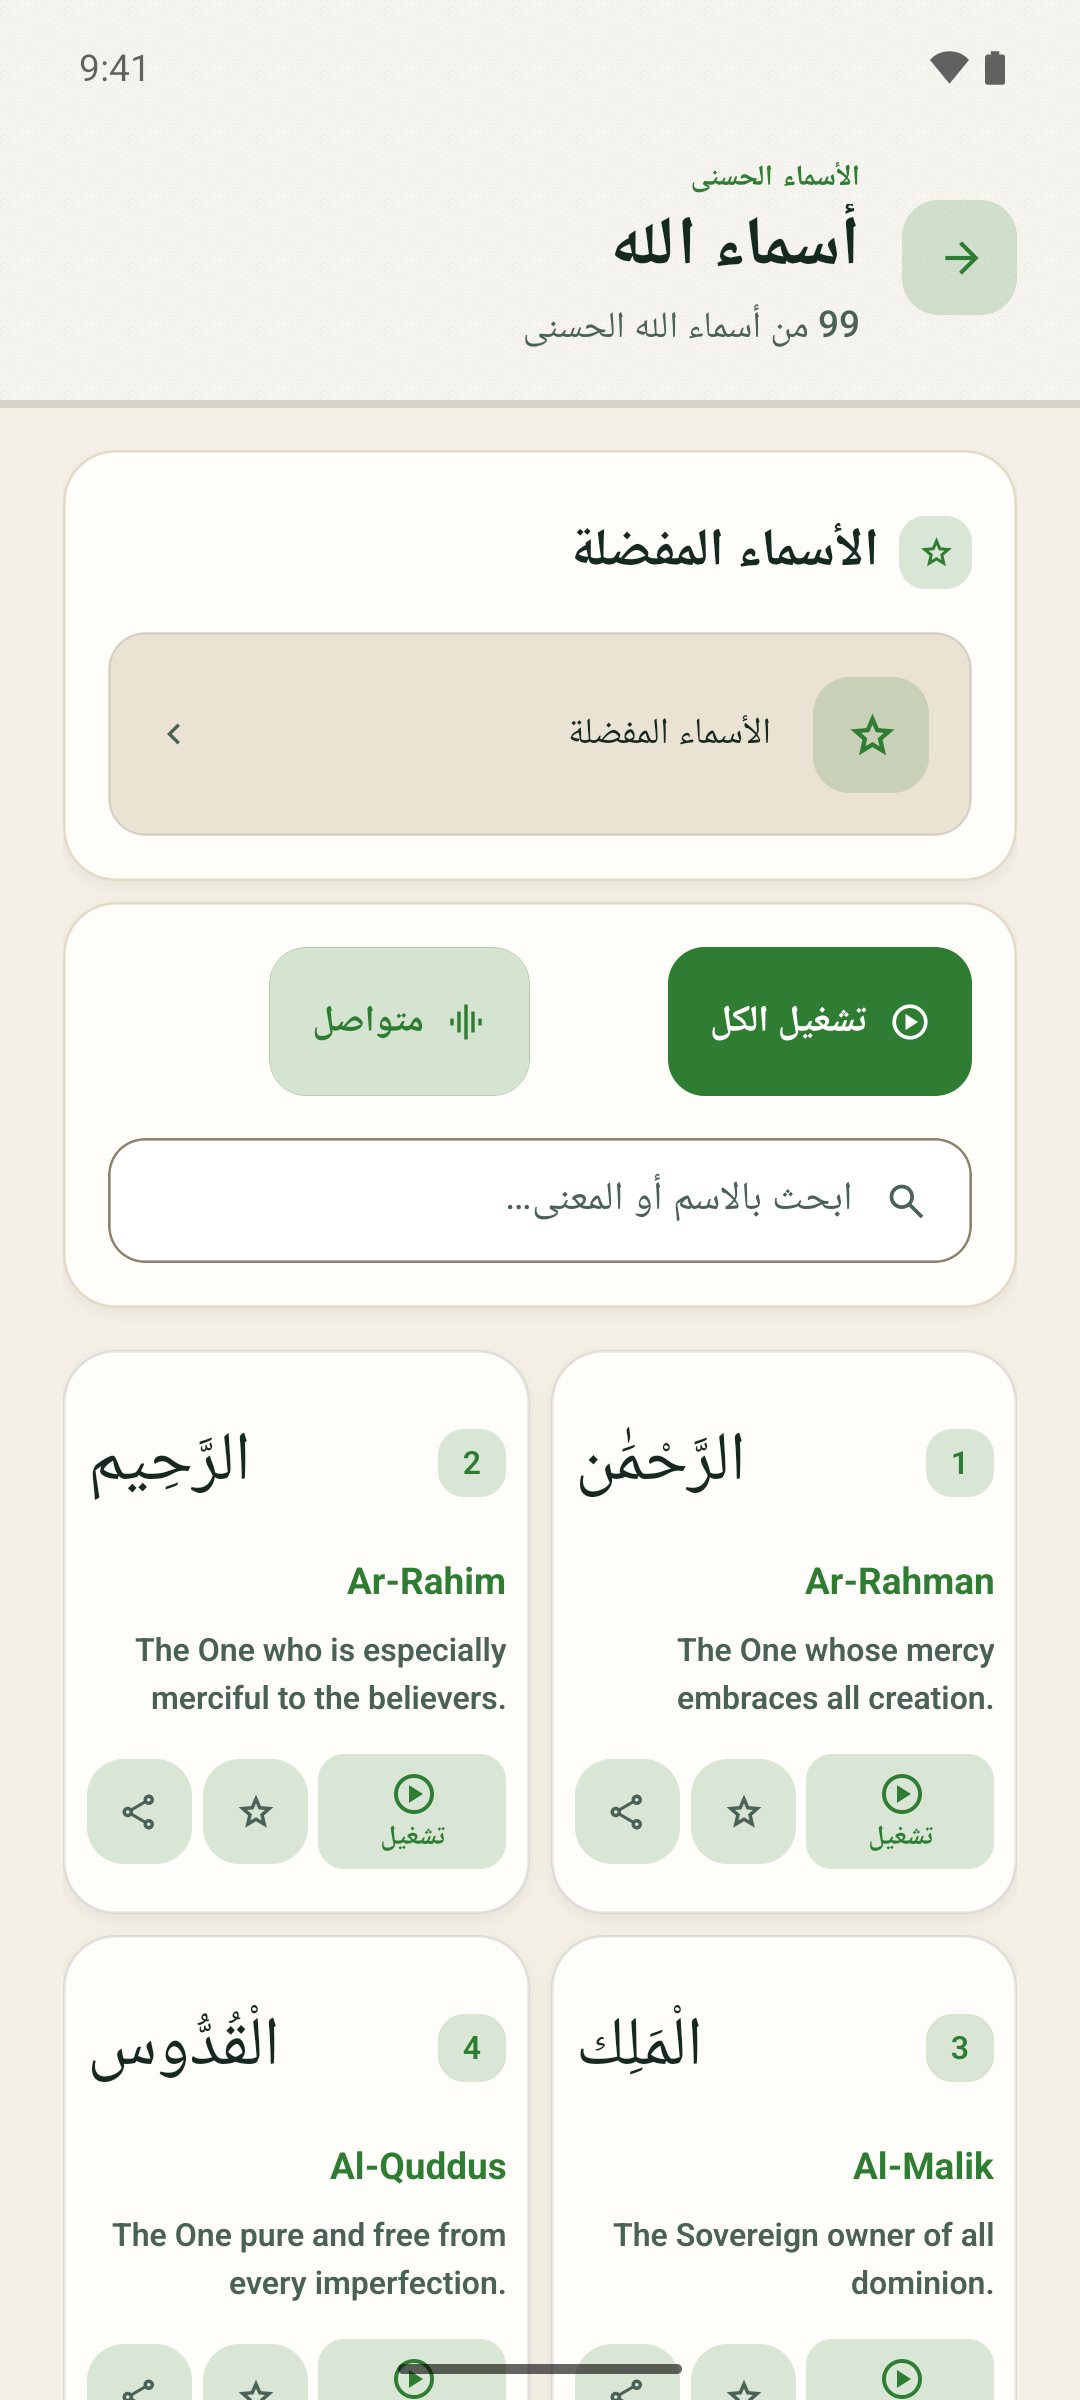 9:41
الأسماء الحسنى
أسماء الله
99 من أسماء الله الحسنى
الأسماء المفضلة
الأسماء المفضلة
تشغيل الكل
متواصل
ابحث بالاسم أو المعنى...
1
الرَّحْمَٰن
Ar-Rahman
The One whose mercy
embraces all creation.
تشغيل
2
الرَّحِيم
Ar-Rahim
The One who is especially
merciful to the believers.
تشغيل
3
الْمَلِك
Al-Malik
The Sovereign owner of all
dominion.
4
الْقُدُّوس
Al-Quddus
The One pure and free from
every imperfection.